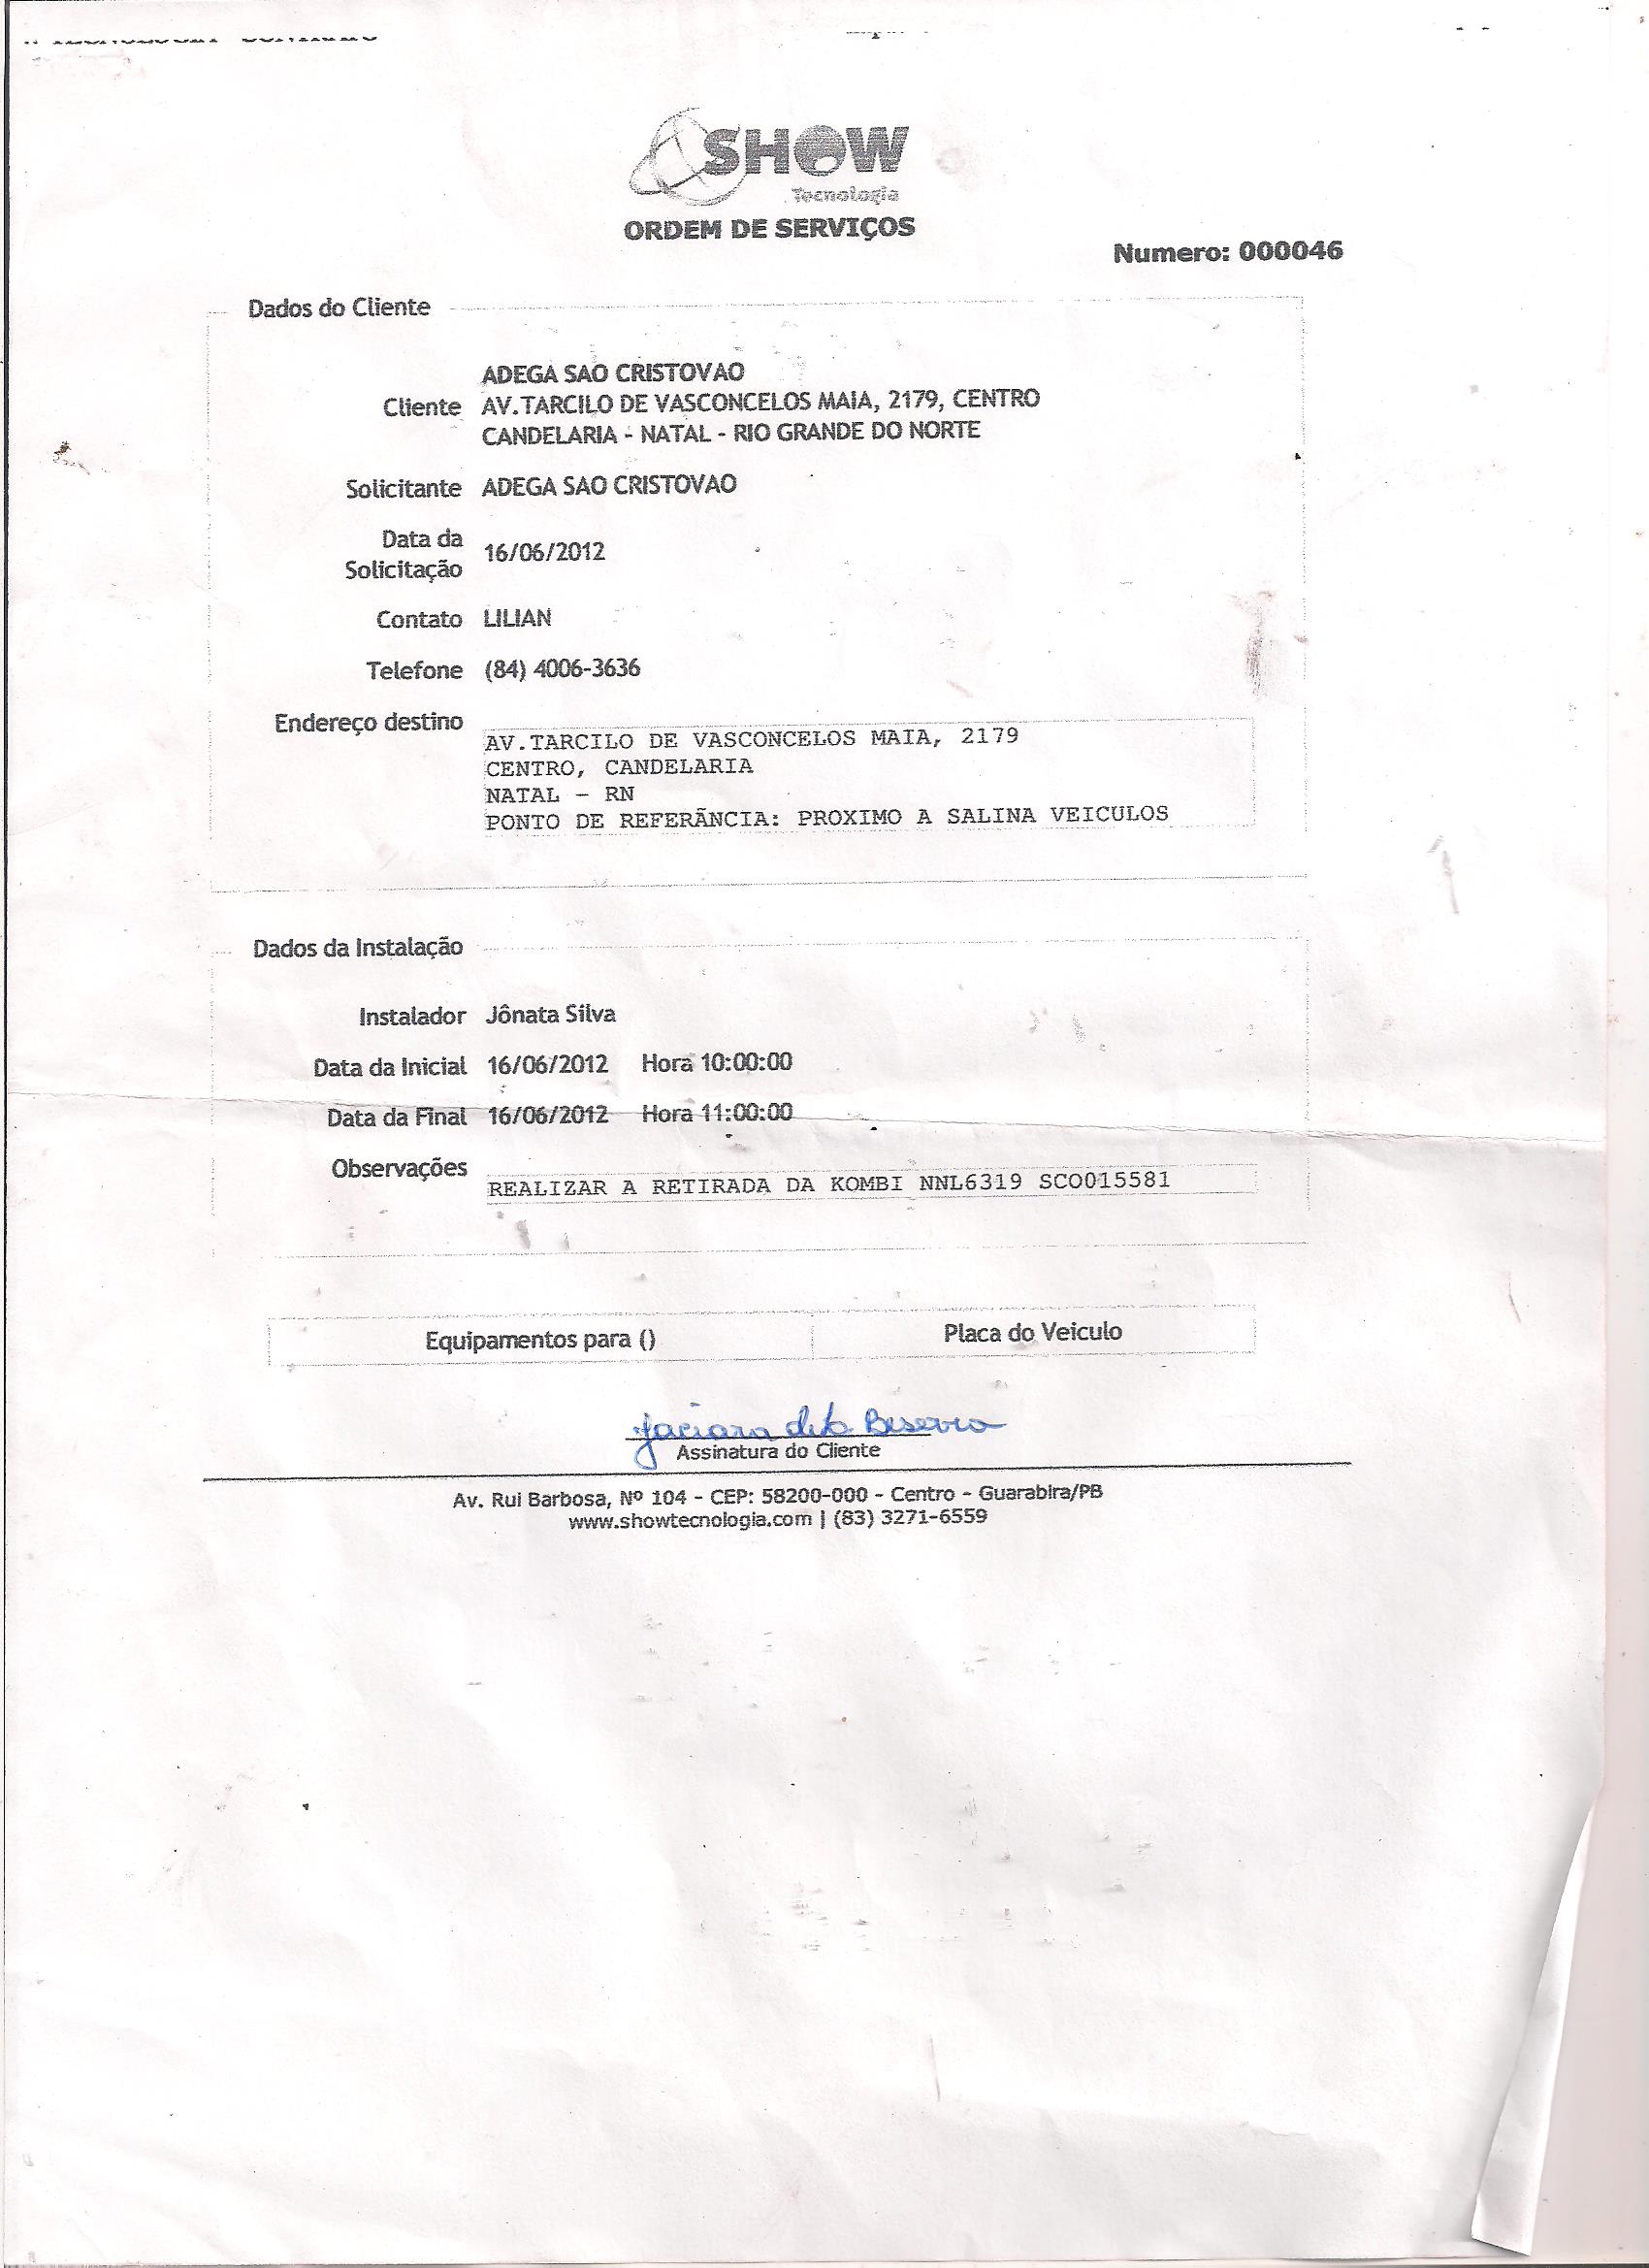 SHOW
Tecnologia
ORDEM DE SERVIÇOS
Numero: 000046
Dados do Cliente
ADEGA SAO CRISTOVAO
Cliente AV.TARCILO DE VASCONCELOS MAIA, 2179, CENTRO
CANDELARIA - NATAL - RIO GRANDE DO NORTE
Solicitante ADEGA SAO CRISTOVAO
Data da
Solicitação 16/06/2012
Contato LILIAN
Telefone (84) 4006-3636
Endereço destino
AV.TARCILO DE VASCONCELOS MAIA, 2179
CENTRO, CANDELARIA
NATAL – RN
PONTO DE REFERÃNCIA: PROXIMO A SALINA VEICULOS
Dados da Instalação
Instalador Jônata Silva
Data da Inicial 16/06/2012 Hora 10:00:00
Data da Final 16/06/2012 Hora 11:00:00
Observações
REALIZAR A RETIRADA DA KOMBI NNL6319 SCO015581
Equipamentos para () Placa do Veiculo
Beserra
Assinatura do Cliente
Av. Rui Barbosa, Nº 104 - CEP: 58200-000 - Centro - Guarabira/PB
www.showtecnologia.com | (83) 3271-6559